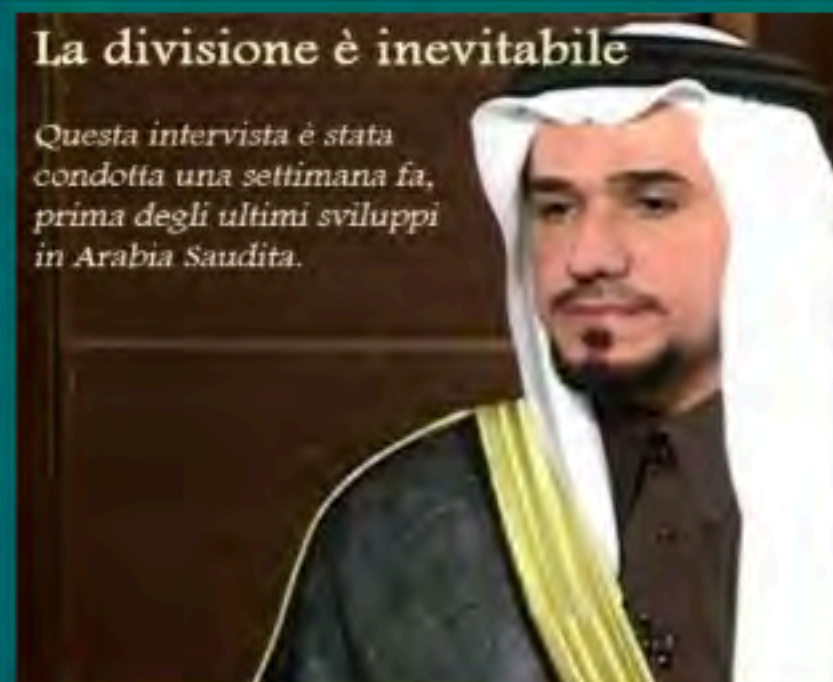 La divisione è inevitabile
Questa intervista è stata
condotta una settimana fa,
prima degli ultimi sviluppi
in Arabia Saudita.